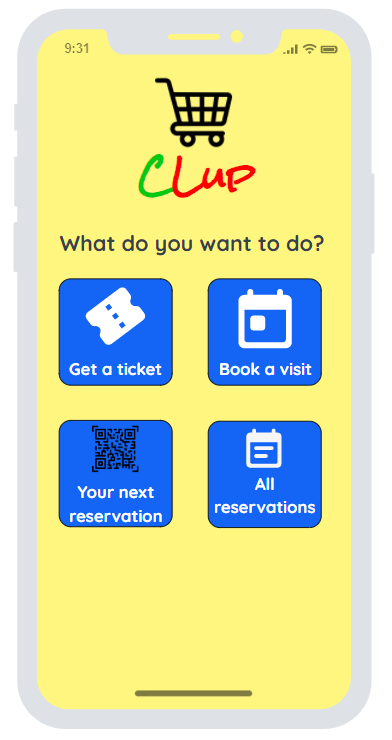 9:31
CLup
What do you want to do?
Get a ticket
Book a visit
Your next
reservation
All
reservations